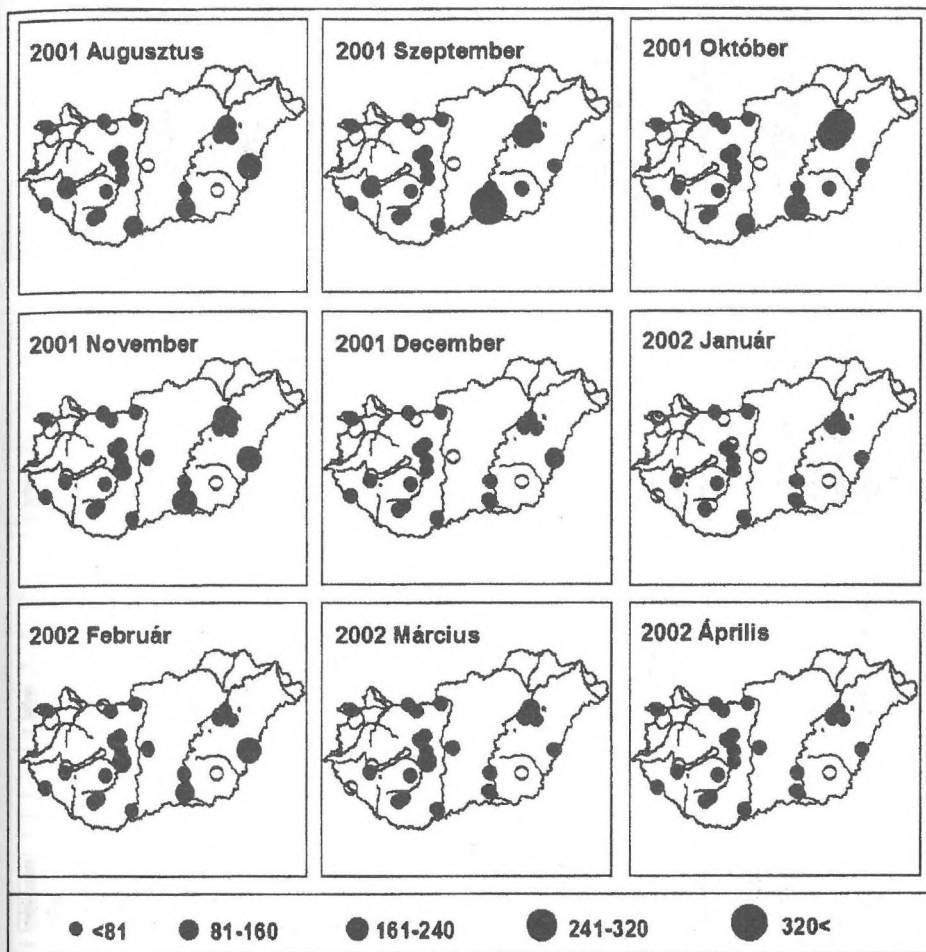 2001 Augusztus
2001 Szeptember
2001 Október
2001 November
2001 December
2002 Január
2002 Február
2002 Március
2002 Április
<81
81-160
161-240
241-320
320<